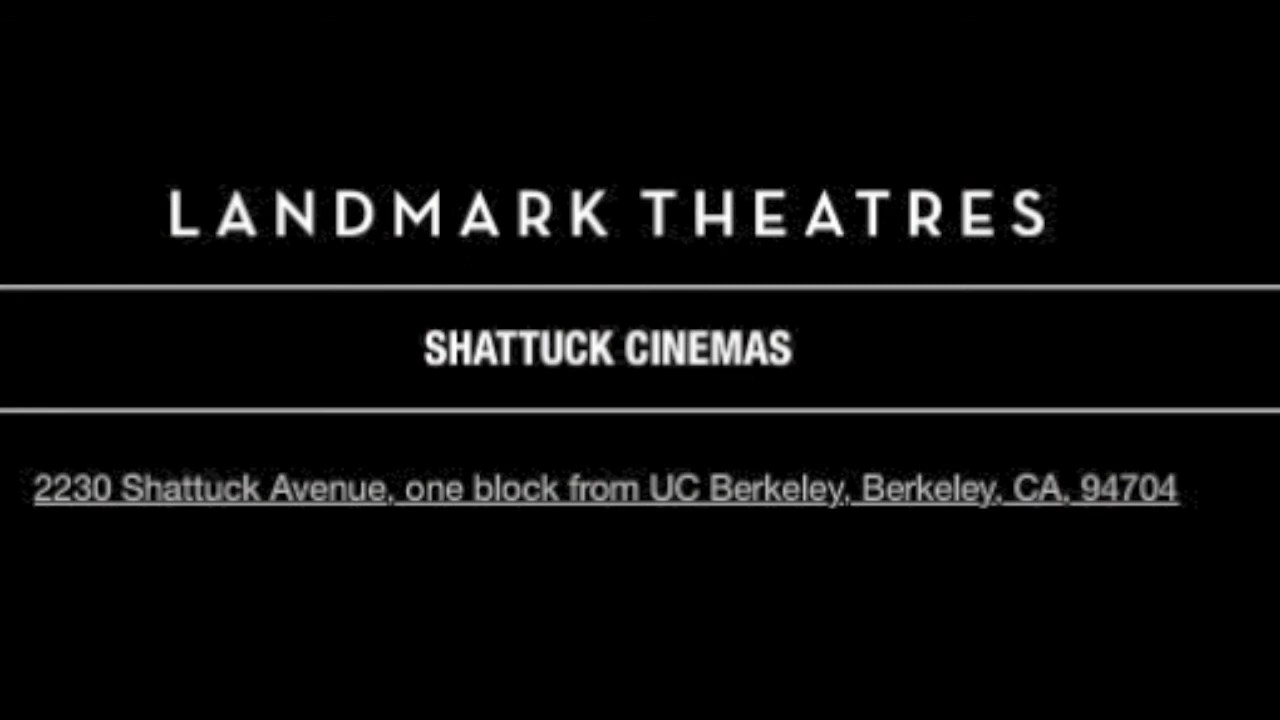 LANDMARK THEATRES
SHATTUCK CINEMAS
2230 Shattuck Avenue, one block from UC Berkeley, Berkeley, CA, 94704